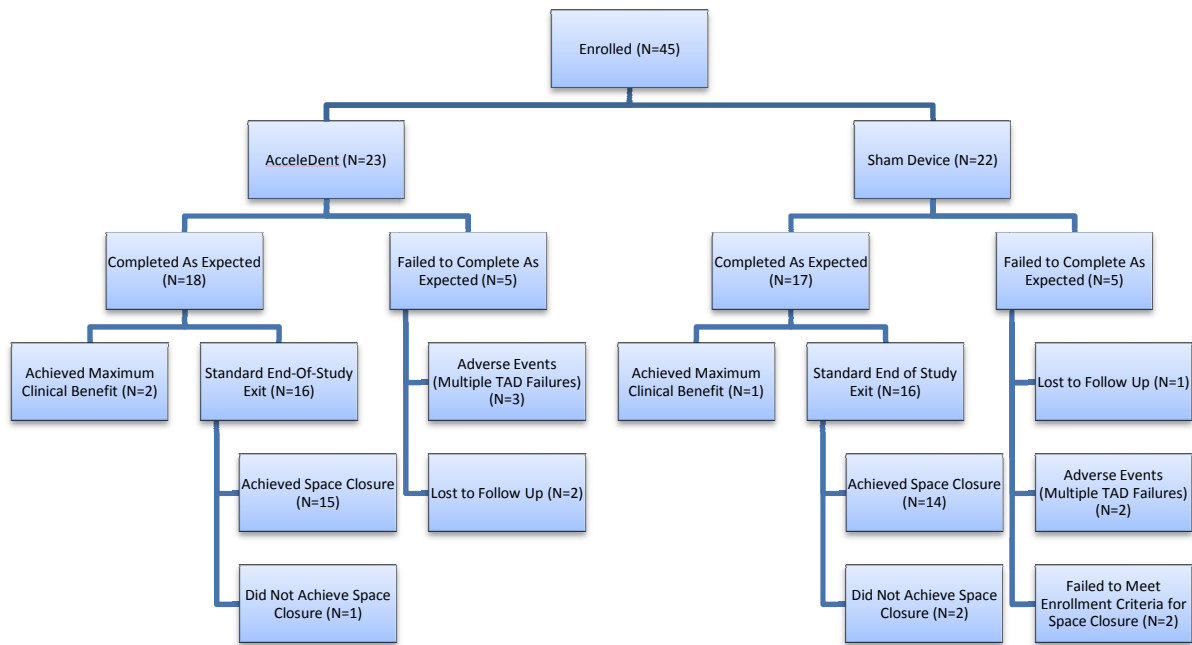 Enrolled (N=45)
AcceleDent (N=23)
Sham Device (N=22)
Completed As Expected
(N=18)
Failed to Complete As
Expected (N=5)
Completed As Expected
(N=17)
Failed to Complete As
Expected (N=5)
Achieved Maximum
Clinical Benefit (N=2)
Standard End-Of-Study
Exit (N=16)
Adverse Events
(Multiple TAD Failures)
(N=3)
Achieved Maximum
Clinical Benefit (N=1)
Standard End of Study
Exit (N=16)
Lost to Follow Up (N=1)
Achieved Space Closure
(N=15)
Lost to Follow Up (N=2)
Achieved Space Closure
(N=14)
Adverse Events
(Multiple TAD Failures)
(N=2)
Did Not Achieve Space
Closure (N=1)
Did Not Achieve Space
Closure (N=2)
Failed to Meet
Enrollment Criteria for
Space Closure (N=2)